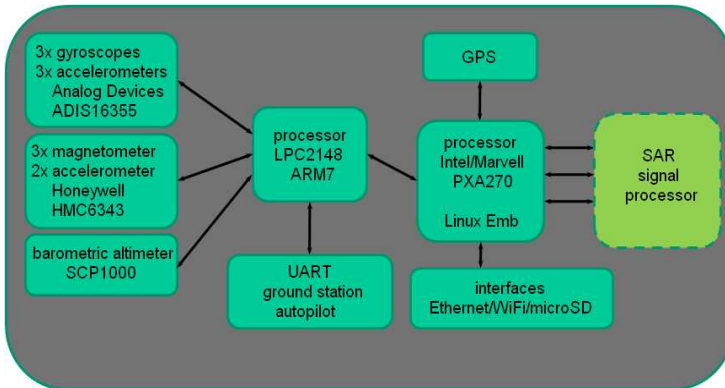 3x gyroscopes
3x accelerometers
Analog Devices
ADIS16355
3x magnetometer
2x accelerometer
Honeywell
HMC6343
barometric altimeter
SCP1000
processor
LPC2148
ARM7
UART
ground station
autopilot
GPS
processor
Intel/Marvell
PXA270
Linux Emb
interfaces
Ethernet/WiFi/microSD
SAR
signal
processor